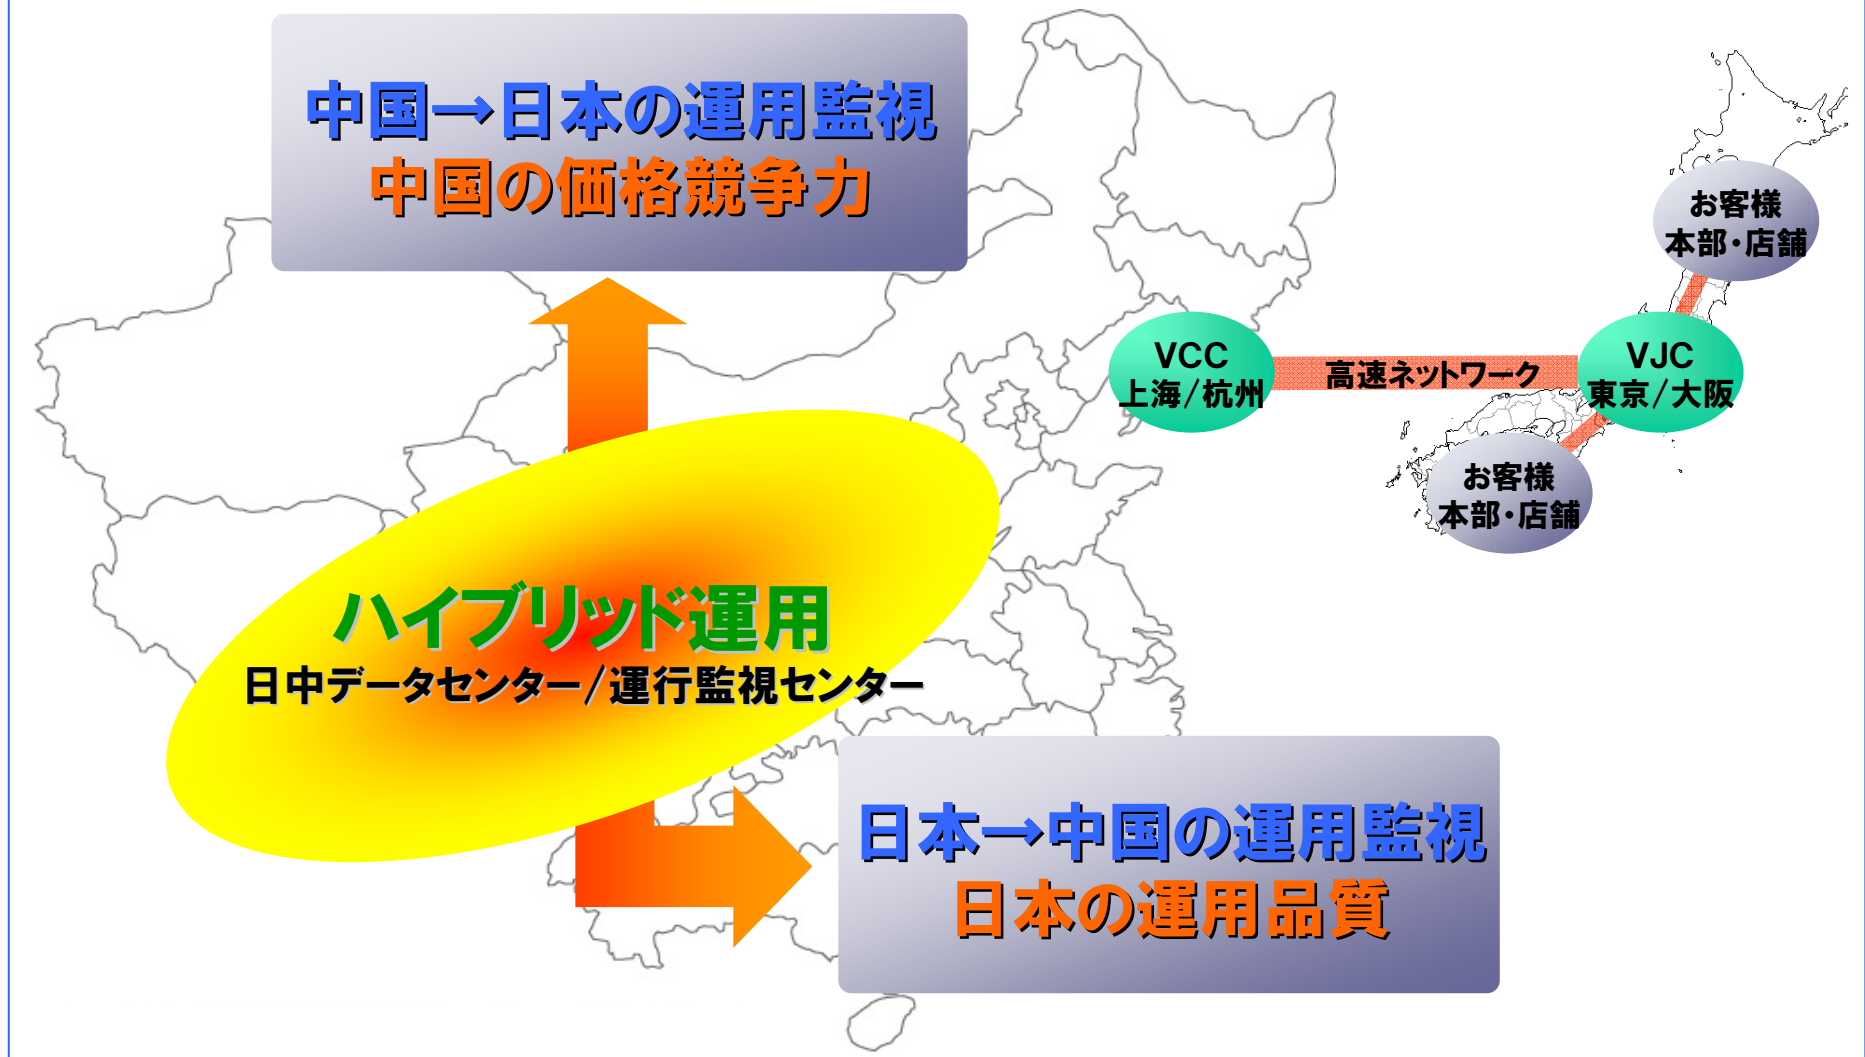 中国→日本の運用監視
中国の価格競争力
お客様
本部・店舗
VCC
上海/杭州
高速ネットワーク
VJC
東京/大阪
お客様
本部・店舗
ハイブリッド運用
日中データセンター/運行監視センター
日本→中国の運用監視
日本の運用品質